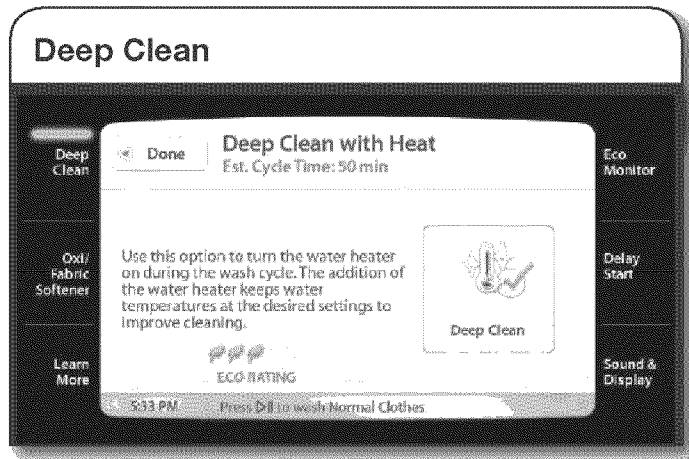 Deep Clean
Deep
Clean
Done
Deep Clean with Heat
Est. Cycle Time: 50 min
Eco
Monitor
Oxi/
Fabric
Softener
Use this option to turn the water heater
on during the wash cycle. The addition of
the water heater keeps water
temperatures at the desired settings to
improve cleaning.
Deep Clean
Delay
Start
ECO RATING
Learn
More
Sound &
Display
5:33 PM
Press to wash Normal Clothes